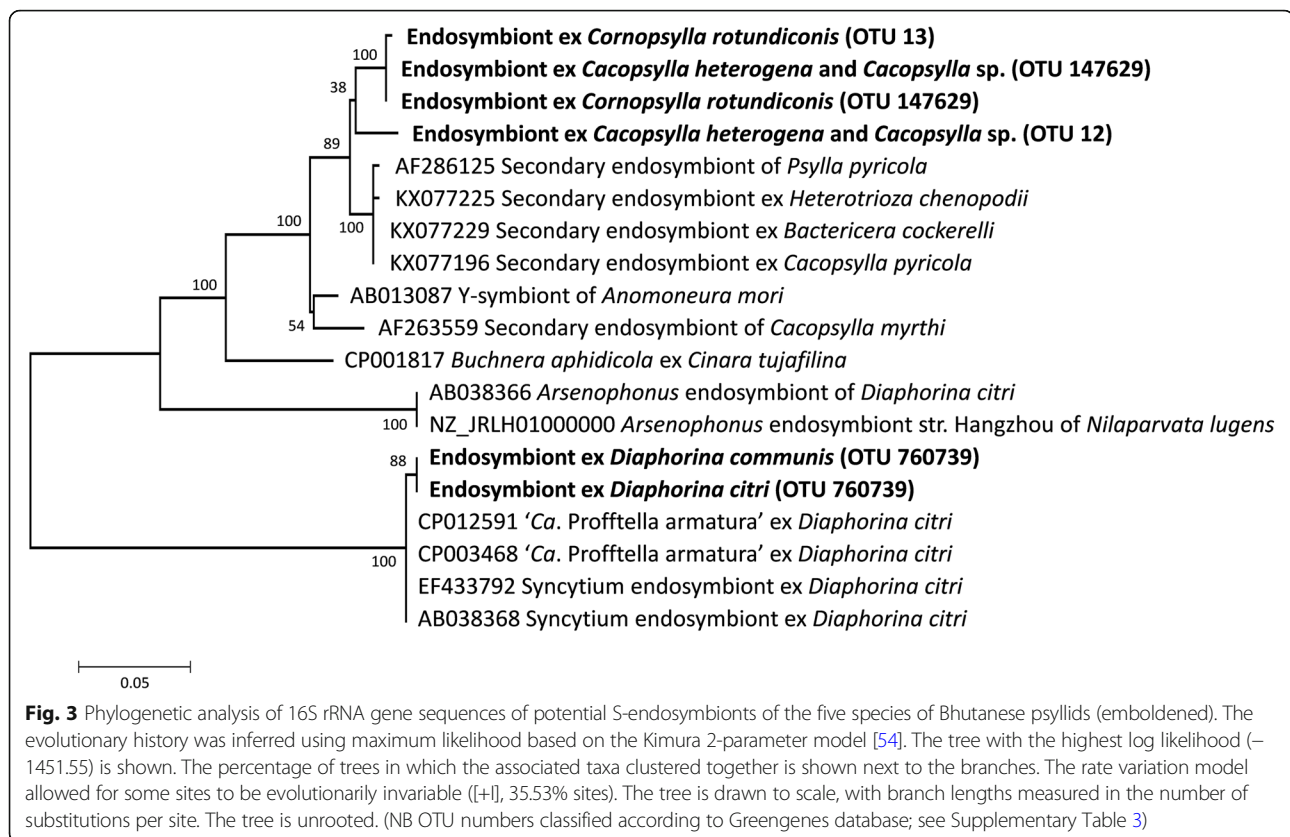 Endosymbiont ex Cornopsylla rotundiconis (OTU 13)
100
Endosymbiont ex Cacopsylla heterogena and Cacopsylla sp. (OTU 147629)
38
Endosymbiont ex Cornopsylla rotundiconis (OTU 147629)
Endosymbiont ex Cacopsylla heterogena and Cacopsylla sp. (OTU 12)
89
AF286125 Secondary endosymbiont of Psylla pyricola
KX077225 Secondary endosymbiont ex Heterotrioza chenopodii
100
100
KX077229 Secondary endosymbiont ex Bactericera cockerelli
KX077196 Secondary endosymbiont ex Cacopsylla pyricola
100
AB013087 Y-symbiont of Anomoneura mori
54
AF263559 Secondary endosymbiont of Cacopsylla myrthi
CP001817 Buchnera aphidicola ex Cinara tujafilina
AB038366 Arsenophonus endosymbiont of Diaphorina citri
100
NZ_JRLH01000000 Arsenophonus endosymbiont str. Hangzhou of Nilaparvata lugens
88
Endosymbiont ex Diaphorina communis (OTU 760739)
Endosymbiont ex Diaphorina citri (OTU 760739)
CP012591 ‘Ca. Profftella armatura’ ex Diaphorina citri
CP003468 ‘Ca. Profftella armatura’ ex Diaphorina citri
100
EF433792 Syncytium endosymbiont ex Diaphorina citri
AB038368 Syncytium endosymbiont ex Diaphorina citri
0.05
Fig. 3 Phylogenetic analysis of 16S rRNA gene sequences of potential S-endosymbionts of the five species of Bhutanese psyllids (emboldened). The
evolutionary history was inferred using maximum likelihood based on the Kimura 2-parameter model [54]. The tree with the highest log likelihood (−
1451.55) is shown. The percentage of trees in which the associated taxa clustered together is shown next to the branches. The rate variation model
allowed for some sites to be evolutionarily invariable ([+I], 35.53% sites). The tree is drawn to scale, with branch lengths measured in the number of
substitutions per site. The tree is unrooted. (NB OTU numbers classified according to Greengenes database; see Supplementary Table 3)